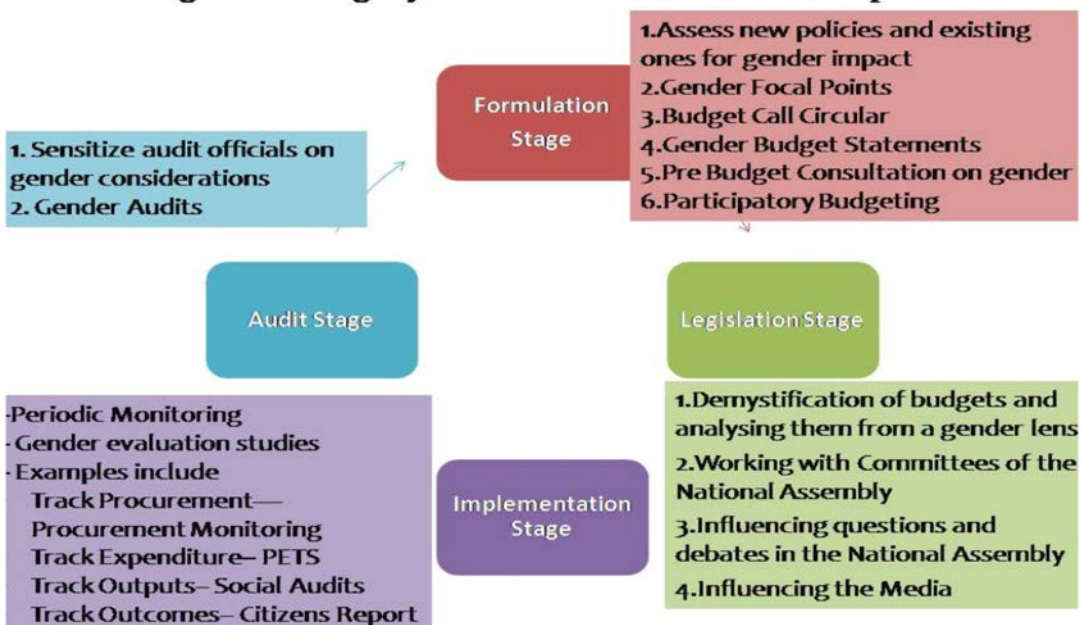 1.Assess new policies and existing
ones for gender impact
2.Gender Focal Points
3.Budget Call Circular
4.Gender Budget Statements
5.Pre Budget Consultation on gender
6.Participatory Budgeting
Formulation
Stage
1. Sensitize audit officials on
gender considerations
2. Gender Audits
Audit Stage
Legislation Stage
1.Demystification of budgets and
analysing them from a gender lens
2.Working with Committees of the
National Assembly
3.Influencing questions and
debates in the National Assembly
4.Influencing the Media
Implementation
Stage
-Periodic Monitoring
- Gender evaluation studies
- Examples include
Track Procurement—
Procurement Monitoring
Track Expenditure– PETS
Track Outputs– Social Audits
Track Outcomes– Citizens Report